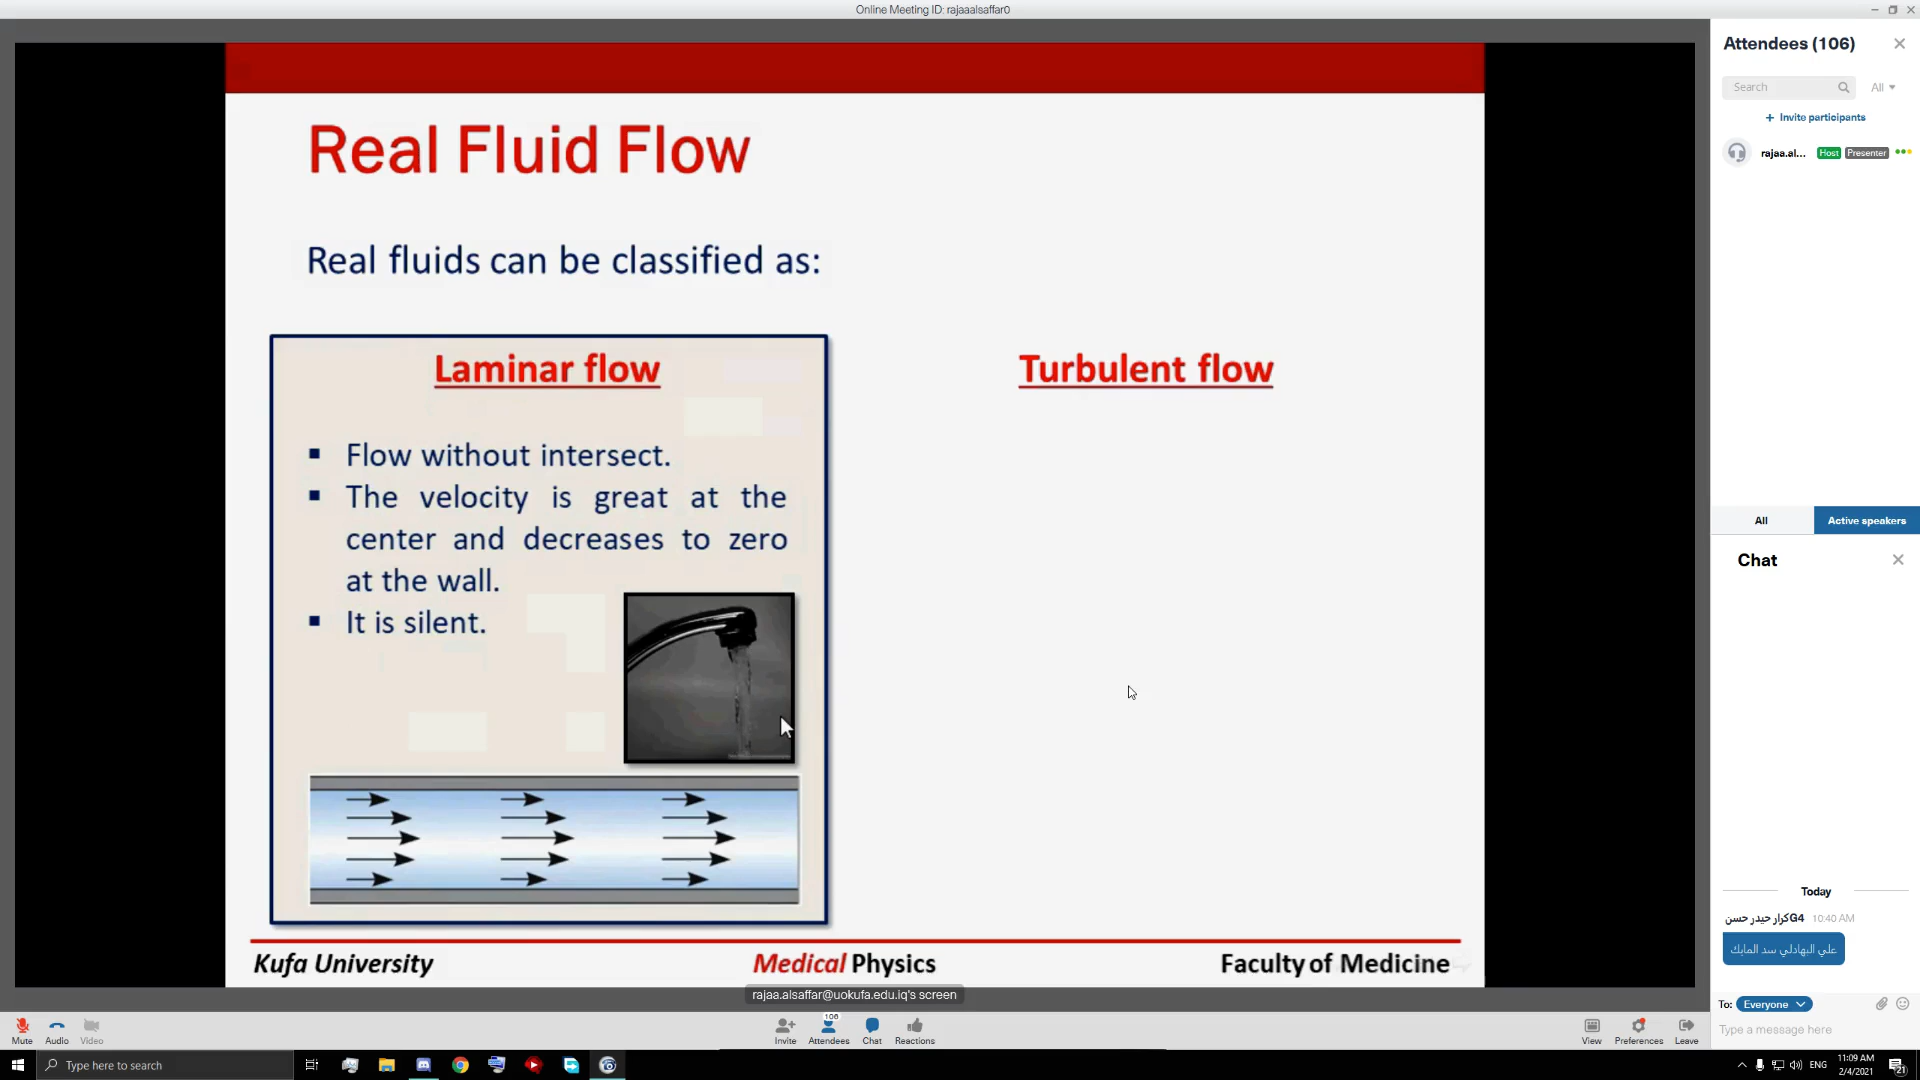 Online Meeting ID: rajaaalsaffar0
Attendees (106)
Search
All
+ Invite participants
rajaa.al... Host Presenter
Real Fluid Flow
Real fluids can be classified as:
Laminar flow
▪ Flow without intersect.
▪ The velocity is great at the
center and decreases to zero
at the wall.
▪ It is silent.
Turbulent flow
Kufa University
Medical Physics
Faculty of Medicine
rajaa.alsaffar@uokufa.edu.iq's screen
All
Active speakers
Chat
Today
G4كرار حيدر حسن 10:40 AM
علي البهادلي سد المايك
To: Everyone
Type a message here
Mute
Audio
Video
Invite
106
Attendees
Chat
Reactions
View
Preferences
Leave
Type here to search
ENG
11:09 AM
2/4/2021
21